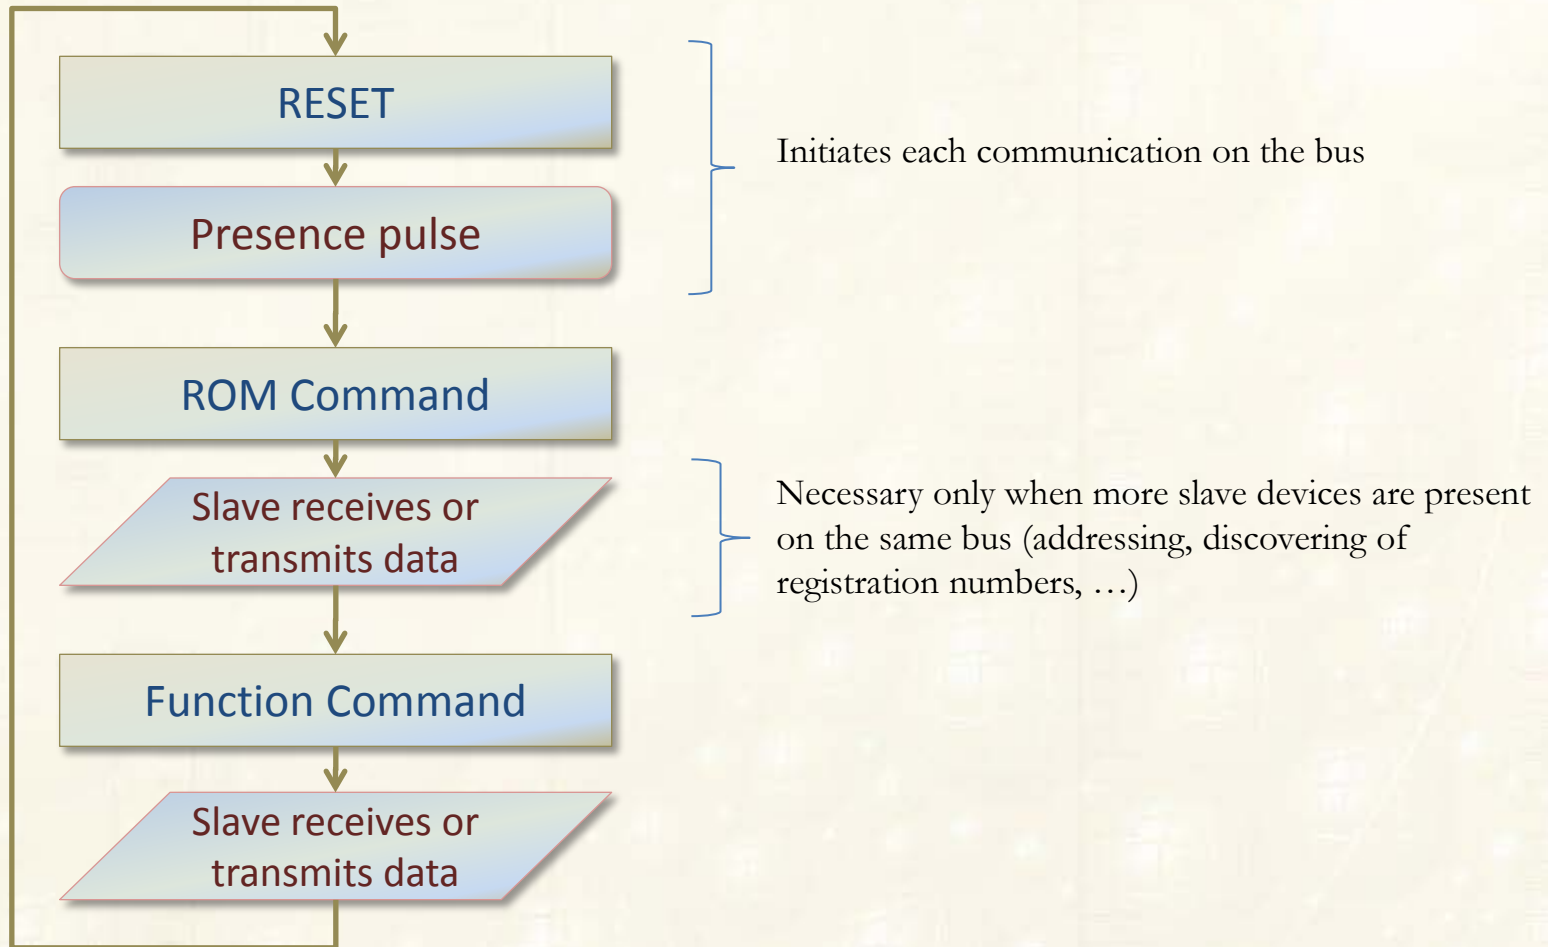 RESET
Initiates each communication on the bus
Presence pulse
ROM Command
Slave receives or
transmits data
Necessary only when more slave devices are present
on the same bus (addressing, discovering of
registration numbers, …)
Function Command
Slave receives or
transmits data